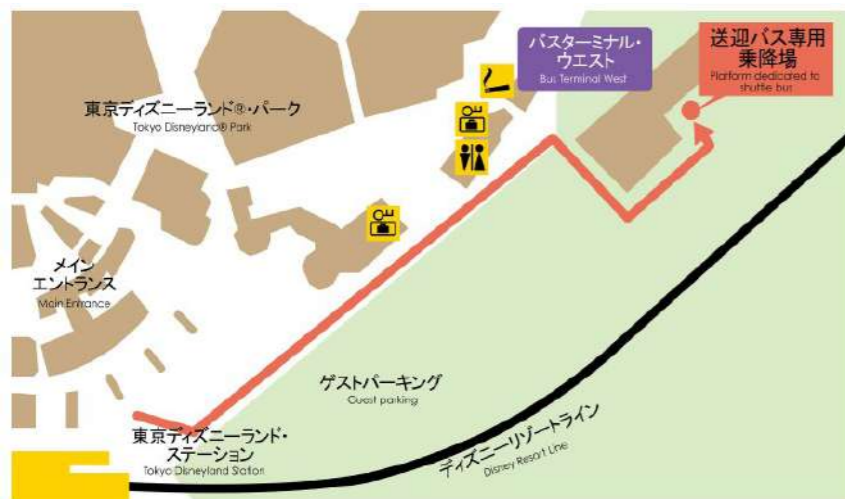 バスターミナル・
ウエスト
Bus Terminal West
送迎バス専用
乗降場
Platform dedicated to
shuttle bus
東京ディズニーランド®・パーク
Tokyo Disneyland® Park
メイン
エントランス
Main Entrance
ゲストパーキング
Guest parking
東京ディズニーランド・
ステーション
Tokyo Disneyland Station
ディズニーリゾートライン
Disney Resort Line